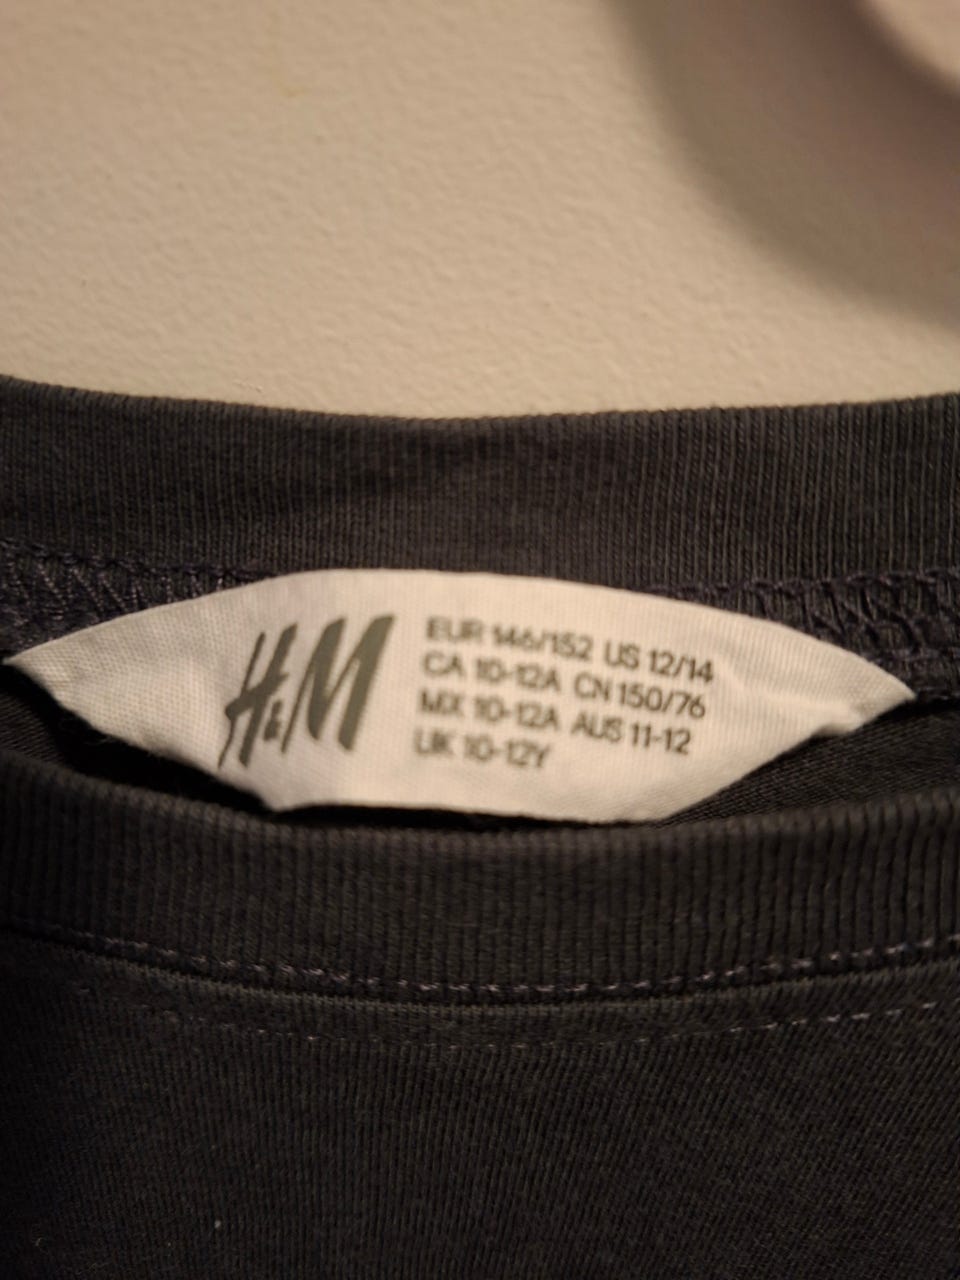 H&M
EUR 146/152 US 12/14
CA 10-12A CN 150/76
MX 10-12A AUS 11-12
UK 10-12Y